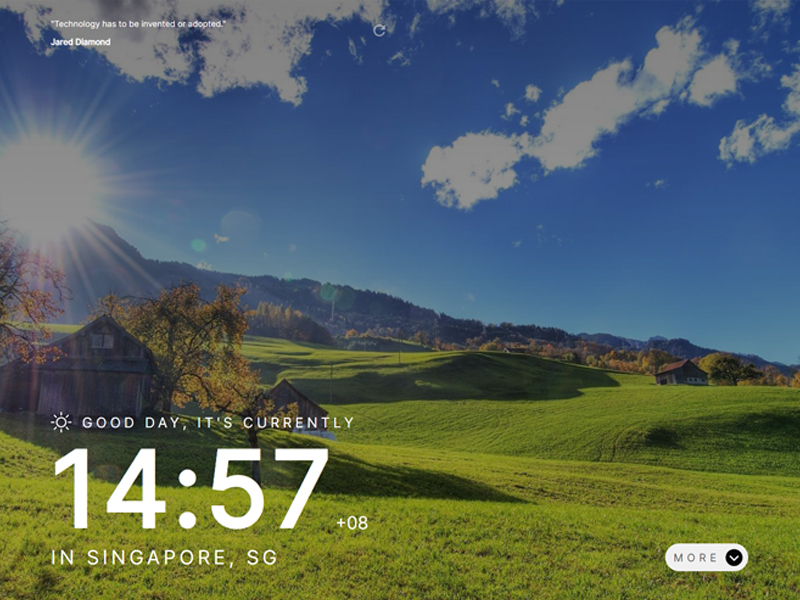 "Technology has to be invented or adopted."
Jared Diamond
GOOD DAY, IT'S CURRENTLY
14:57 +08
IN SINGAPORE, SG
MORE